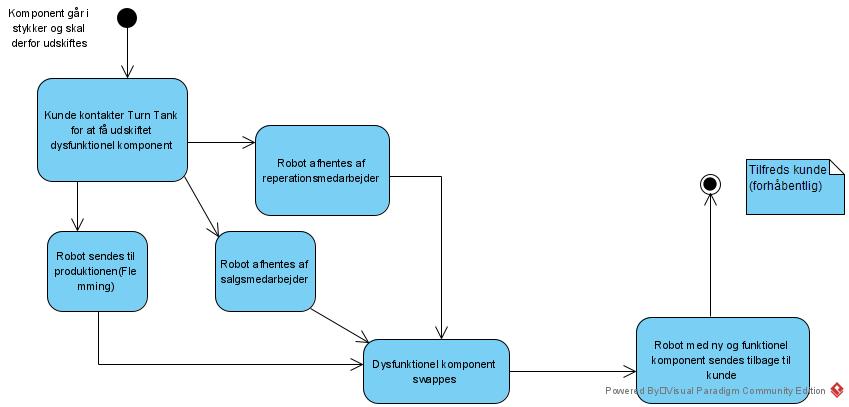 Komponent går i
stykker og skal
derfor udskiftes
Kunde kontakter Turn Tank
for at få udskiftet
dysfunktionel komponent
Robot afhentes af
reperationsmedarbejder
Tilfreds kunde
(forhåbentlig)
Robot sendes til
produktionen(Fle
mming)
Robot afhentes af
salgsmedarbejder
Dysfunktionel komponent
swappes
Robot med ny og funktionel
komponent sendes tilbage til
kunde
Powered By Visual Paradigm Community Edition